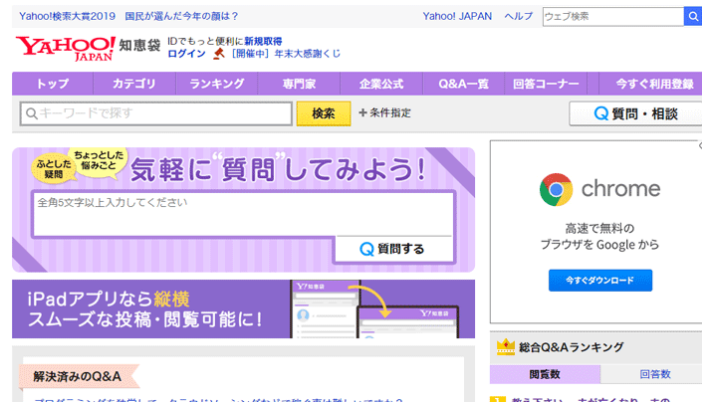 Yahoo!検索大賞2019 国民が選んだ今年の顔は?
Yahoo! JAPAN ヘルプ ウェブ検索
YAHOO! JAPAN 知恵袋
IDでもっと便利に新規取得
ログイン [開催中] 年末大感謝くじ
トップ カテゴリ ランキング 専門家 企業公式 Q&A一覧 回答コーナー 今すぐ利用登録
キーワードで探す 検索 +条件指定 Q 質問・相談
ふとした疑問
ちょっとした悩みごと
気軽に"質問"してみよう!
全角5文字以上入力してください
Q 質問する
chrome
高速で無料の
ブラウザを Google から
今すぐダウンロード
iPadアプリなら縦横
スムーズな投稿・閲覧可能に!
Y!知恵袋
Y!知恵袋
総合Q&Aランキング
閲覧数 回答数
解決済みのQ&A
1